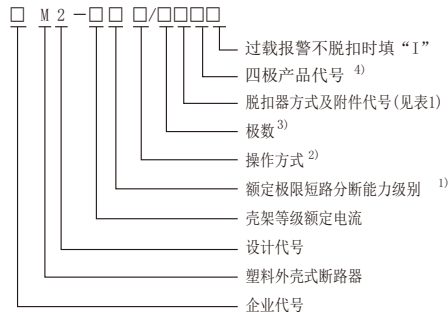 □ M 2 -□□ □/□□□□
过载报警不脱扣时填“I”
四极产品代号 4)
脱扣器方式及附件代号(见表1)
极数3)
操作方式 2)
额定极限短路分断能力级别 1)
壳架等级额定电流
设计代号
塑料外壳式断路器
企业代号